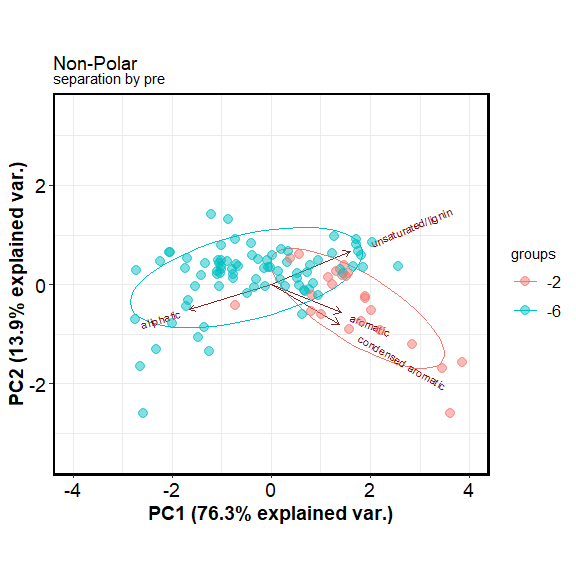 Non-Polar
separation by pre
unsaturated/lignin
aliphatic
aromatic
condensed aromatic
2
0
-2
-4
-2
0
2
4
PC1 (76.3% explained var.)
PC2 (13.9% explained var.)
groups
-2
-6